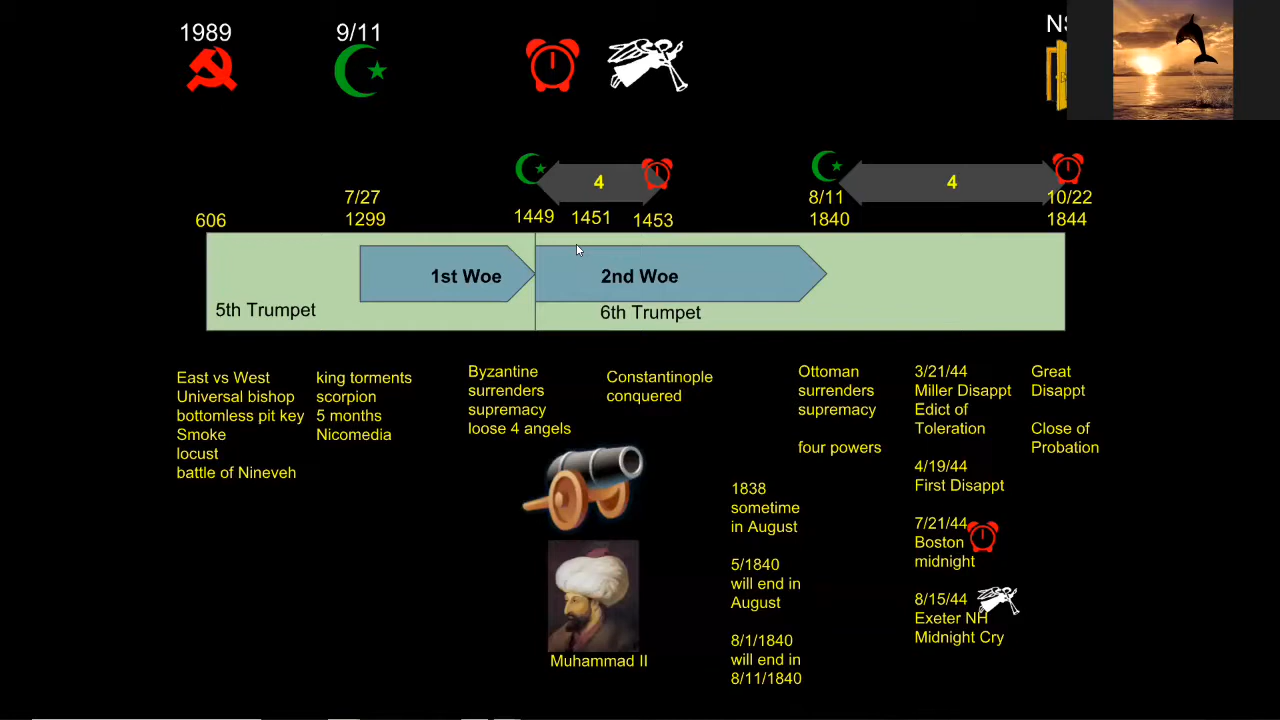 1989
9/11
NS
4
4
7/27
8/11
10/22
606
1299
1449
1451
1453
1840
1844
1st Woe
2nd Woe
5th Trumpet
6th Trumpet
East vs West
Universal bishop
bottomless pit key
Smoke
locust
battle of Nineveh
king torments
scorpion
5 months
Nicomedia
Byzantine
surrenders
supremacy
loose 4 angels
Constantinople
conquered
Muhammad II
1838
sometime
in August
5/1840
will end in
August
8/1/1840
will end in
8/11/1840
Ottoman
surrenders
supremacy
four powers
3/21/44
Miller Disappt
Edict of
Toleration
4/19/44
First Disappt
7/21/44
Boston
midnight
8/15/44
Exeter NH
Midnight Cry
Great
Disappt
Close of
Probation